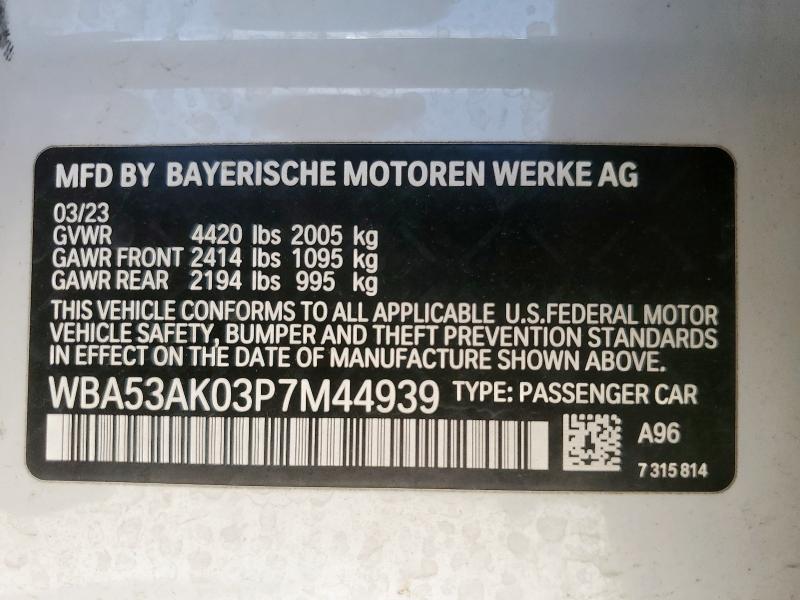 MFD BY BAYERISCHE MOTOREN WERKE AG
03/23
GVWR 4420 lbs 2005 kg
GAWR FRONT 2414 lbs 1095 kg
GAWR REAR 2194 lbs 995 kg
THIS VEHICLE CONFORMS TO ALL APPLICABLE U.S.FEDERAL MOTOR
VEHICLE SAFETY, BUMPER AND THEFT PREVENTION STANDARDS
IN EFFECT ON THE DATE OF MANUFACTURE SHOWN ABOVE.
WBA53AK03P7M44939 TYPE: PASSENGER CAR
A96
7 315 814